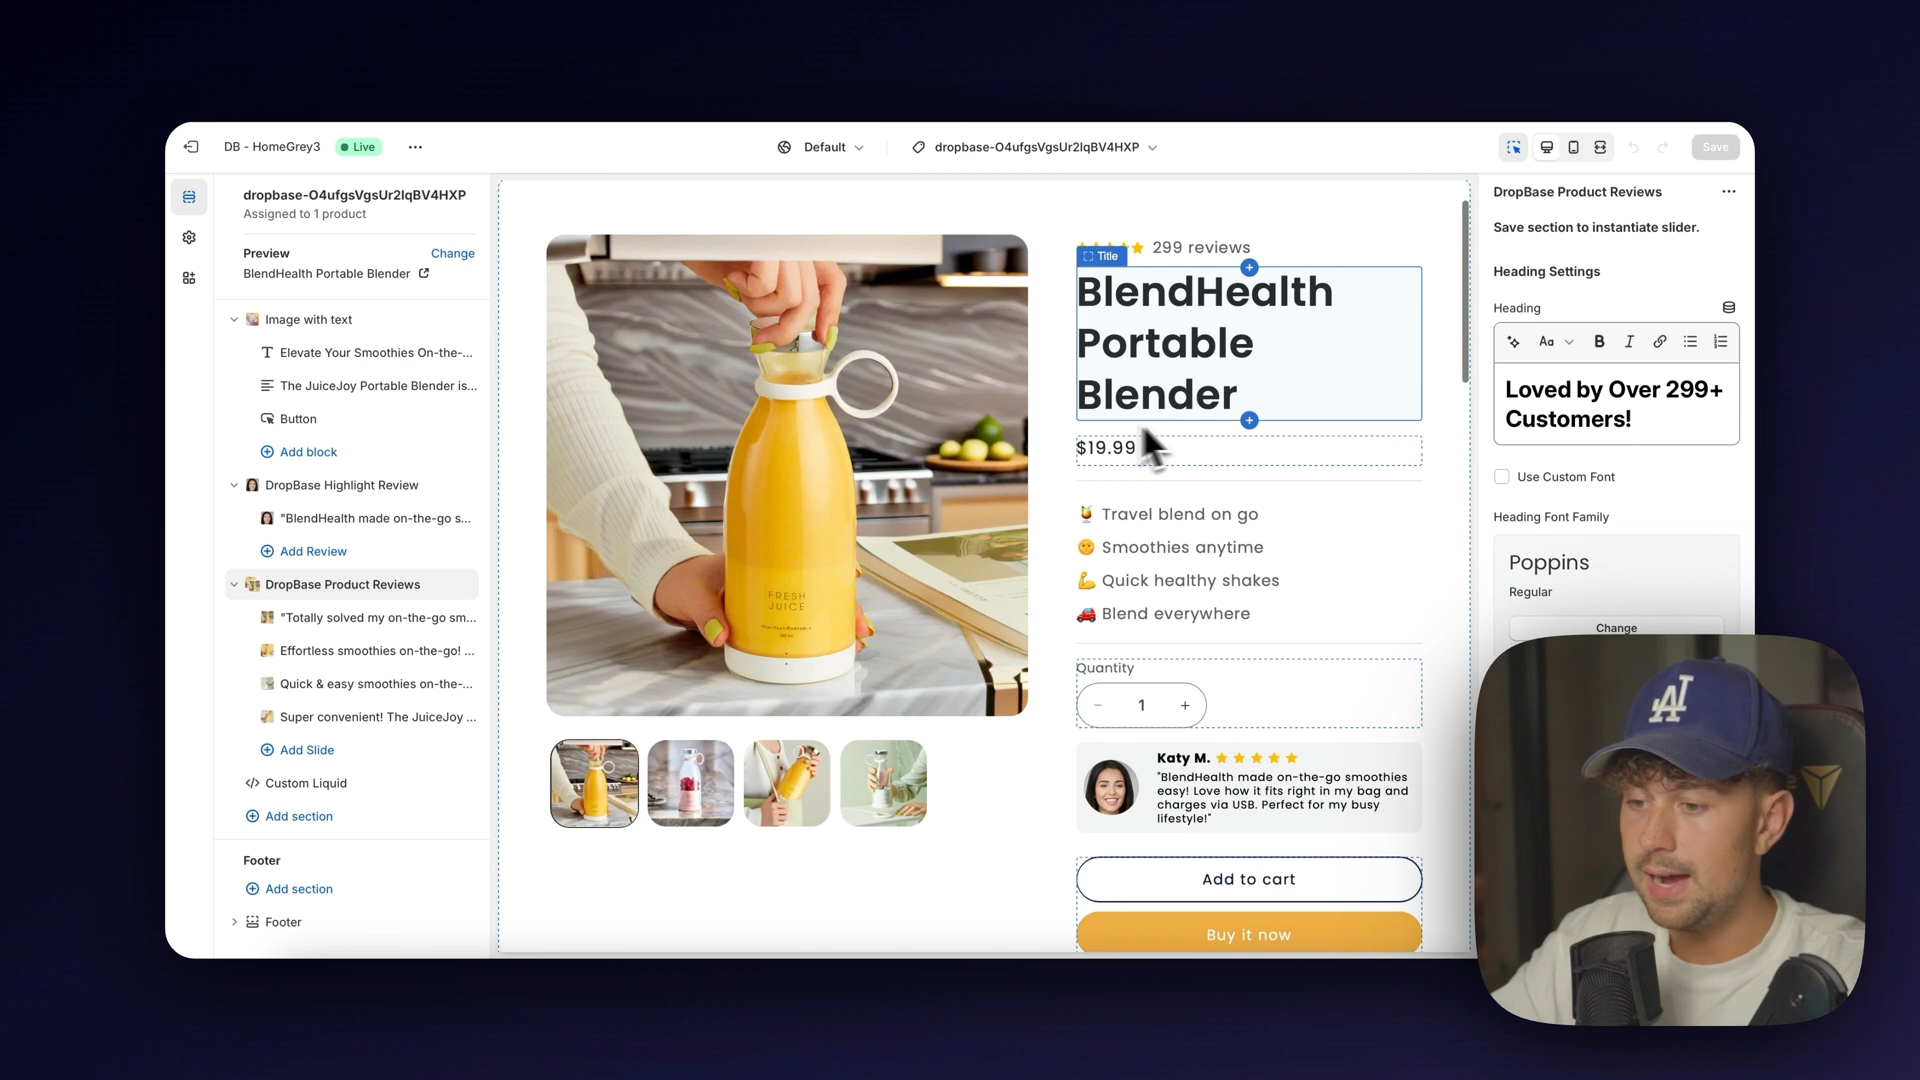 DB - HomeGrey3
Live
Default
dropbase-O4ufgsVgsUr2lqBV4HXP
Save
dropbase-O4ufgsVgsUr2lqBV4HXP
Assigned to 1 product
Preview
Change
BlendHealth Portable Blender
Image with text
Elevate Your Smoothies On-the-...
The JuiceJoy Portable Blender is...
Button
Add block
DropBase Highlight Review
"BlendHealth made on-the-go s...
Add Review
DropBase Product Reviews
"Totally solved my on-the-go sm...
Effortless smoothies on-the-go! ...
Quick & easy smoothies on-the-...
Super convenient! The JuiceJoy ...
Add Slide
Custom Liquid
Add section
Footer
Add section
Footer
FRESH
JUICE
299 reviews
Title
BlendHealth
Portable
Blender
$19.99
Travel blend on go
Smoothies anytime
Quick healthy shakes
Blend everywhere
Quantity
1
Katy M.
"BlendHealth made on-the-go smoothies
easy! Love how it fits right in my bag and
charges via USB. Perfect for my busy
lifestyle!"
Add to cart
Buy it now
DropBase Product Reviews
Save section to instantiate slider.
Heading Settings
Heading
Aa
B
I
Loved by Over 299+
Customers!
Use Custom Font
Heading Font Family
Poppins
Regular
Change
LA